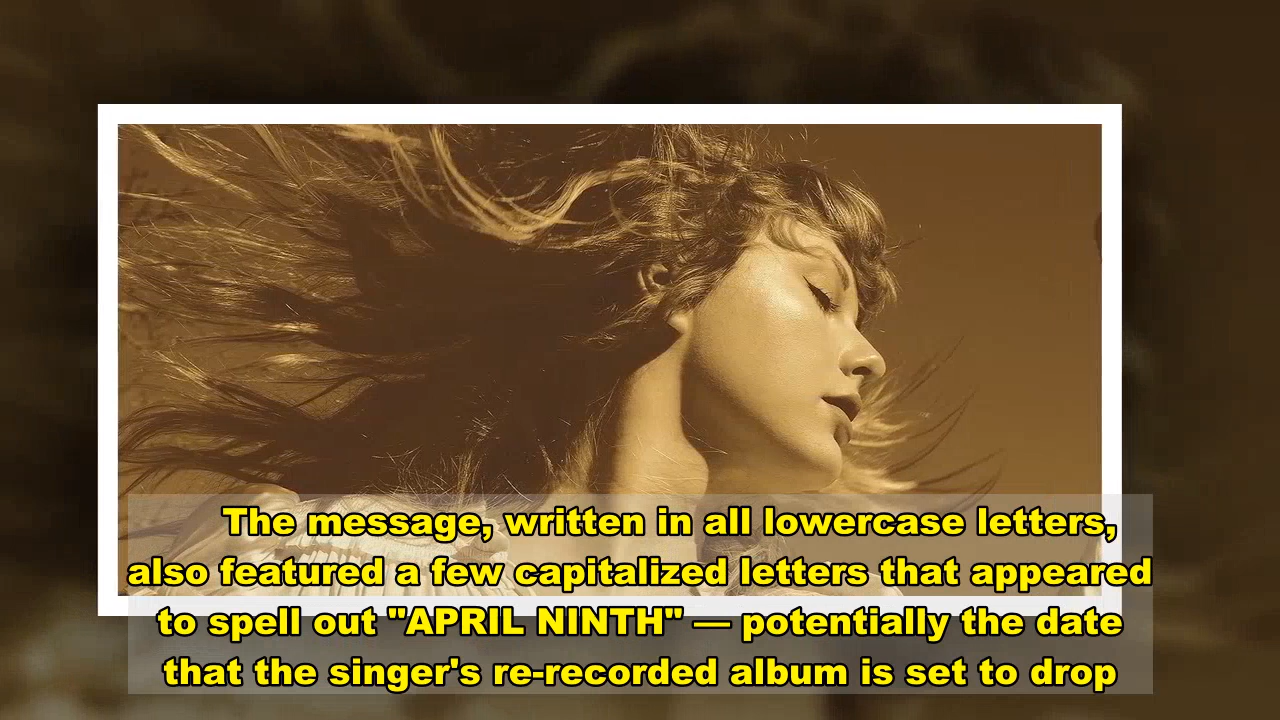 The message, written in all lowercase letters,
also featured a few capitalized letters that appeared
to spell out "APRIL NINTH" — potentially the date
that the singer's re-recorded album is set to drop